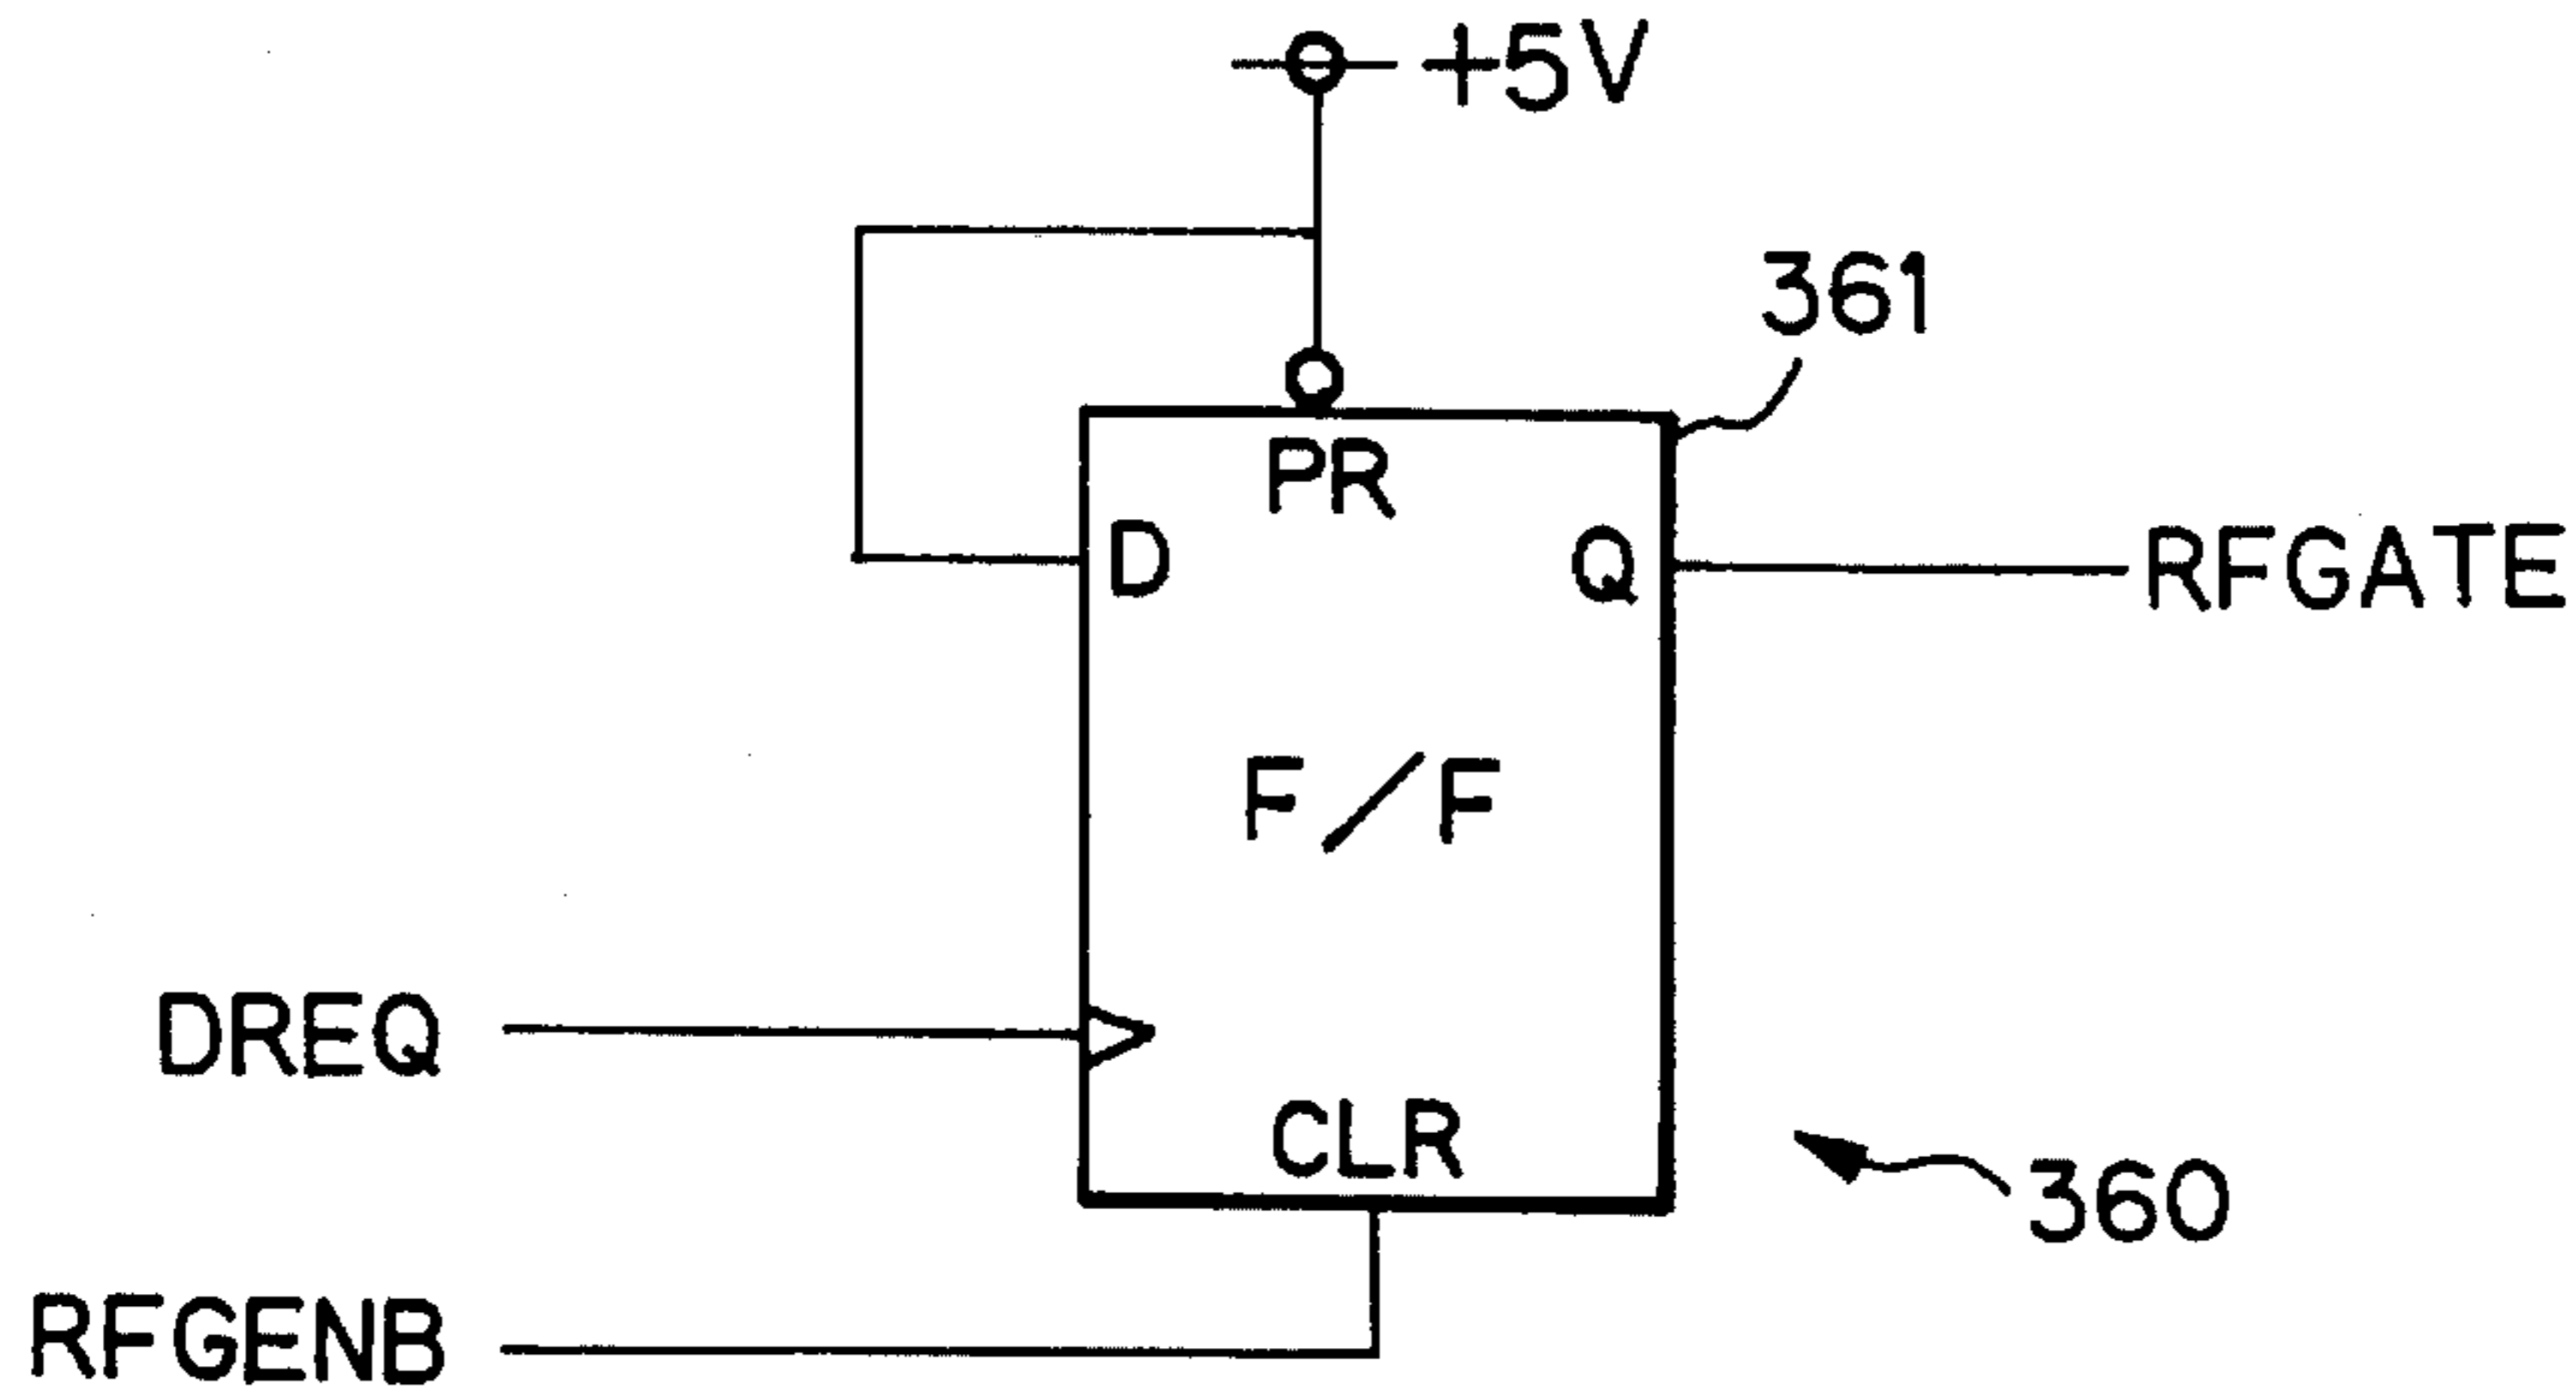 +5V
361
PR
D
Q
RFGATE
F/F
DREQ
CLR
360
RFGENB